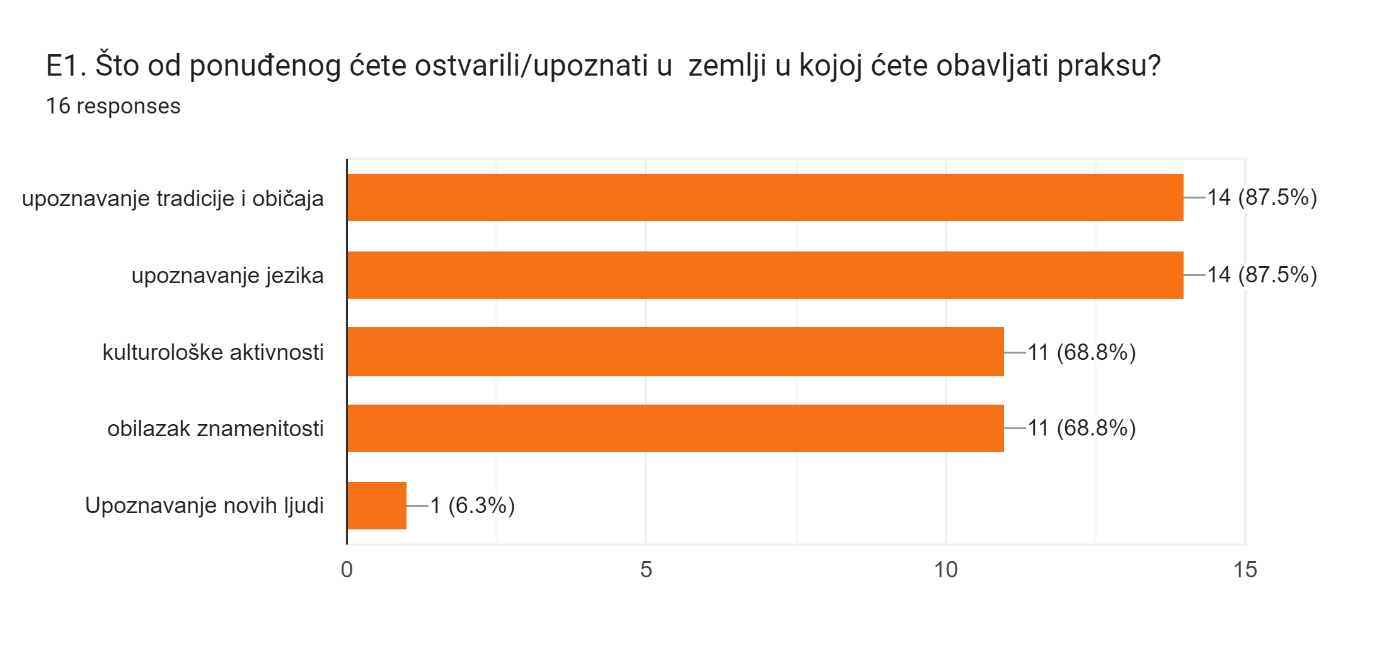 E1. Što od ponuđenog ćete ostvarili/upoznati u  zemlji u kojoj ćete obavljati praksu?
16 responses
upoznavanje tradicije i običaja 14 (87.5%)
upoznavanje jezika 14 (87.5%)
kulturološke aktivnosti 11 (68.8%)
obilazak znamenitosti 11 (68.8%)
Upoznavanje novih ljudi 1 (6.3%)
0 5 10 15